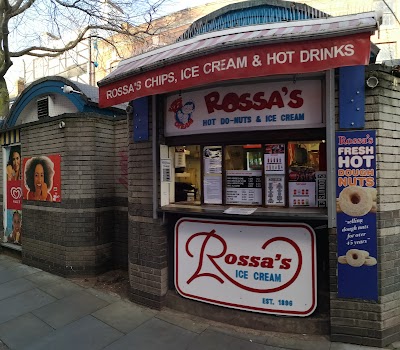 ROSSA'S CHIPS, ICE CREAM & HOT DRINKS
ROSSA'S
HOT DO-NUTS & ICE CREAM
Rossa's
FRESH
HOT
DOUGH
NUTS
"selling
dough nuts
for over
45 years"
Rossa's
ICE CREAM
EST. 1896